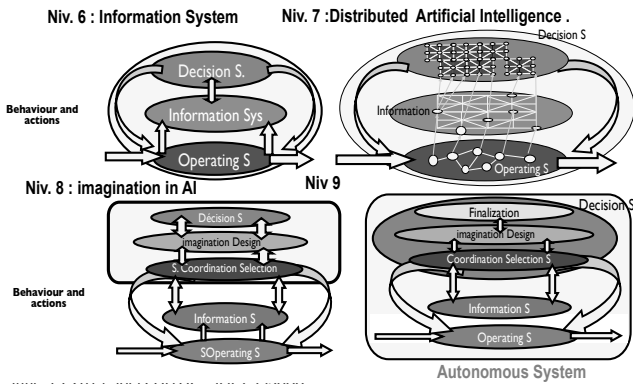 Niv. 6 : Information System
Niv. 7 :Distributed Artificial Intelligence .
Decision S.
Information Sys
Operating S
Behaviour and
actions
Decision S
Information
Operating S
Niv. 8 : imagination in AI
Niv 9
Décision S
imagination Design
S. Coordination Selection
Information S
SOperating S
Behaviour and
actions
Decision S
Finalization
imagination Design
Coordination Selection S
Information S
Operating S
Autonomous System